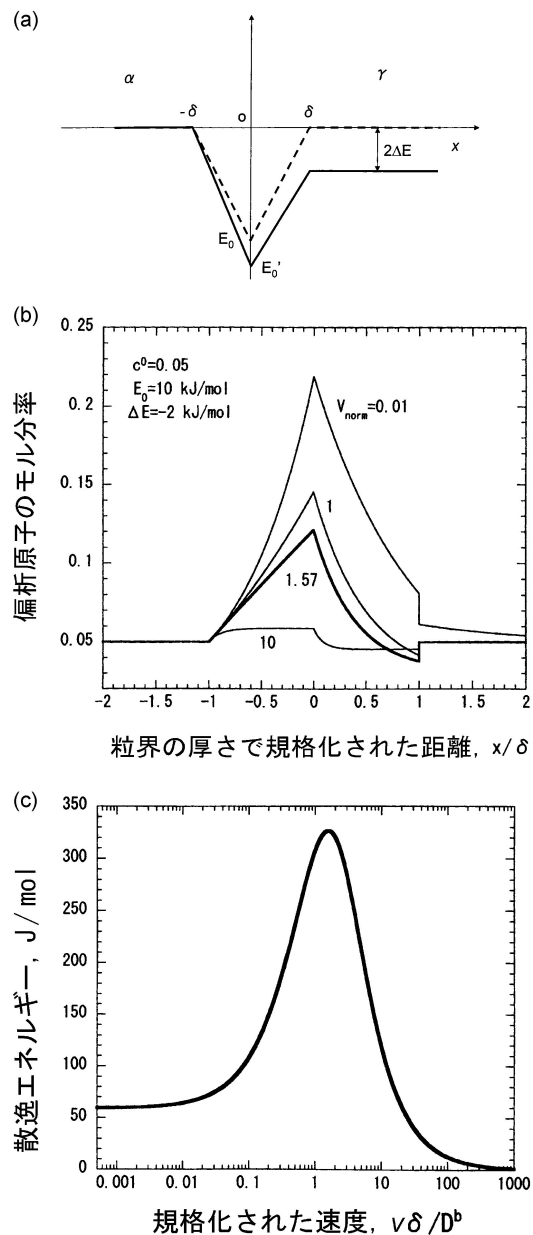 (a)
α
γ
-δ
o
δ
x
2ΔE
E₀
E₀'
(b)
0.25
0.2
0.15
0.1
0.05
c⁰=0.05
E₀=10 kJ/mol
ΔE=-2 kJ/mol
Vnorm=0.01
1
1.57
10
-2
-1.5
-1
-0.5
0
0.5
1
1.5
2
偏析原子のモル分率
粒界の厚さで規格化された距離, x/δ
(c)
350
300
250
200
150
100
50
0
0.001
0.01
0.1
1
10
100
1000
散逸エネルギー, J/mol
規格化された速度, vδ/Dᵇ